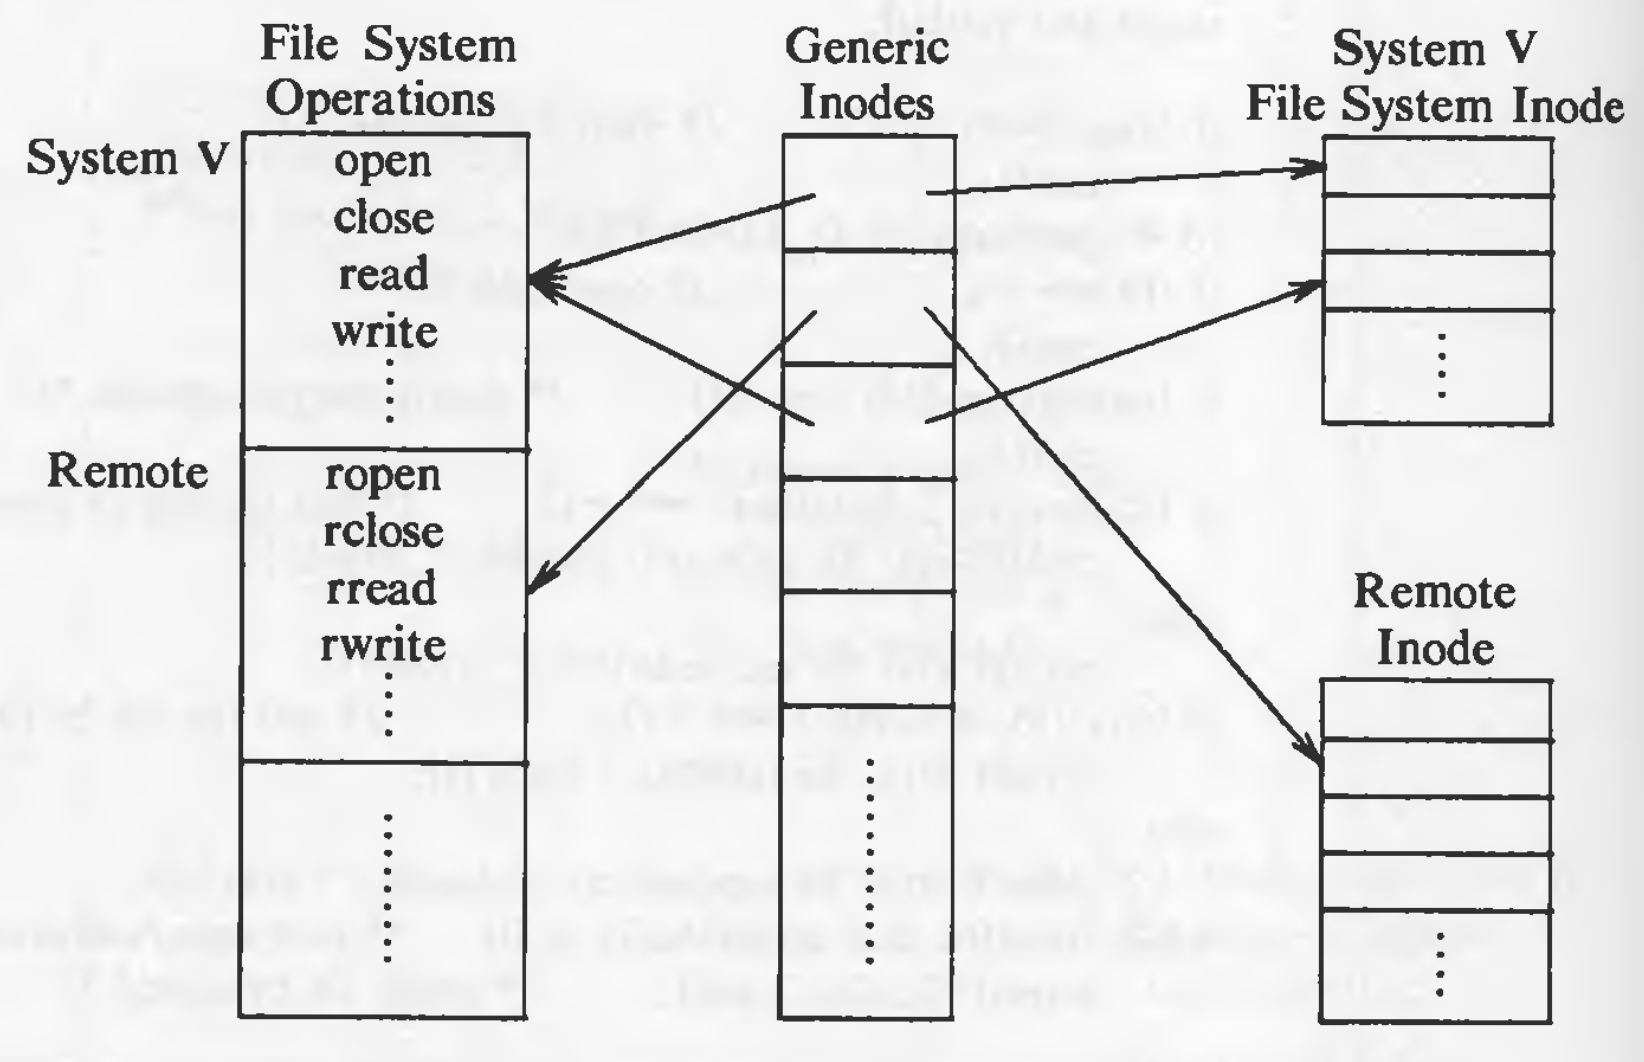 File System
Operations
Generic
Inodes
System V
File System Inode
System V
open
close
read
write
Remote
ropen
rclose
rread
rwrite
Remote
Inode